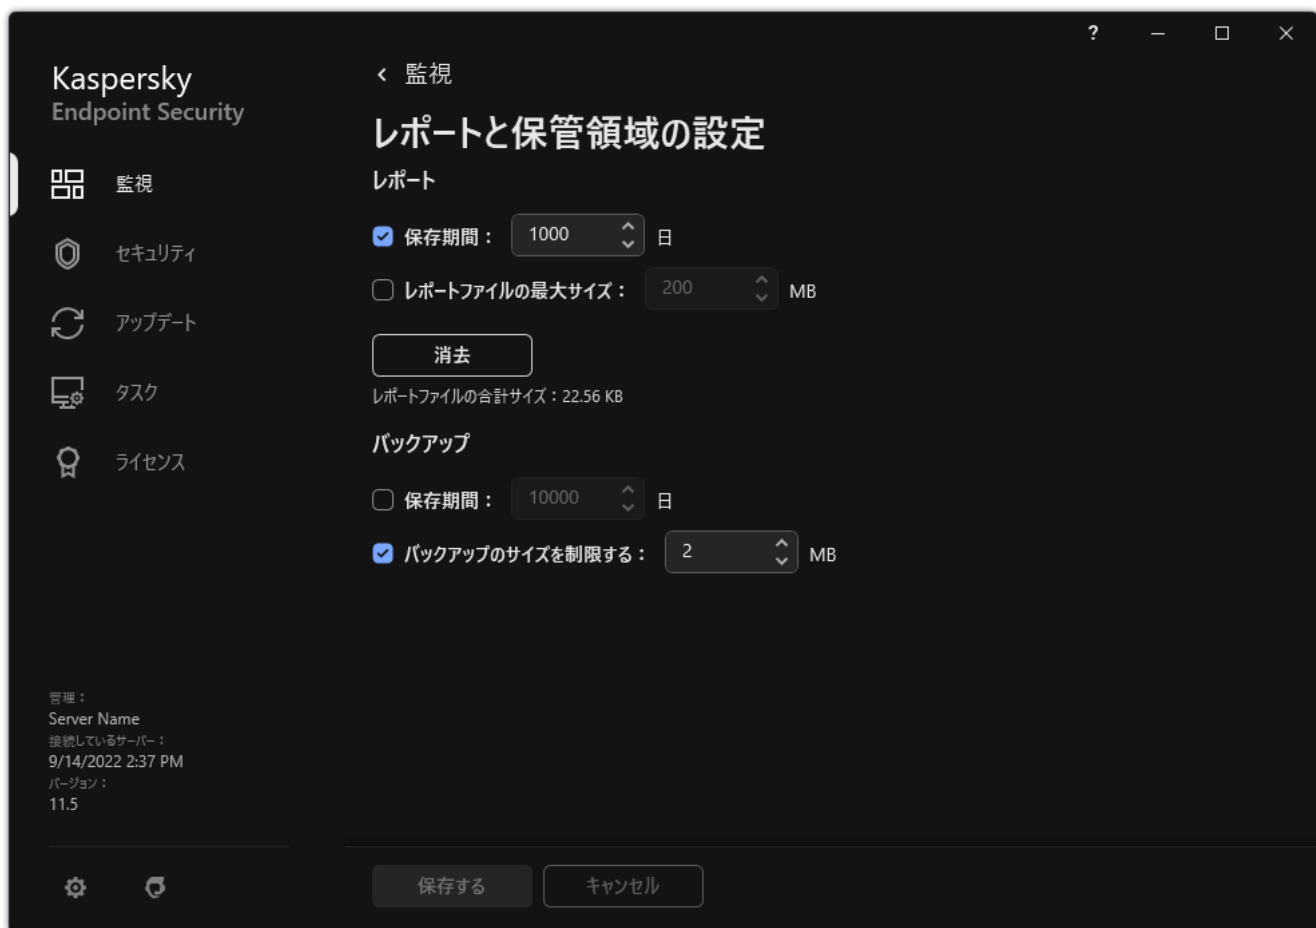 ?
Kaspersky
Endpoint Security
監視
セキュリティ
アップデート
タスク
ライセンス
管理：
Server Name
接続しているサーバー：
9/14/2022 2:37 PM
バージョン：
11.5
監視
レポートと保管領域の設定
レポート
保存期間： 1000 日
レポートファイルの最大サイズ： 200 MB
消去
レポートファイルの合計サイズ：22.56 KB
バックアップ
保存期間： 10000 日
バックアップのサイズを制限する： 2 MB
保存する キャンセル